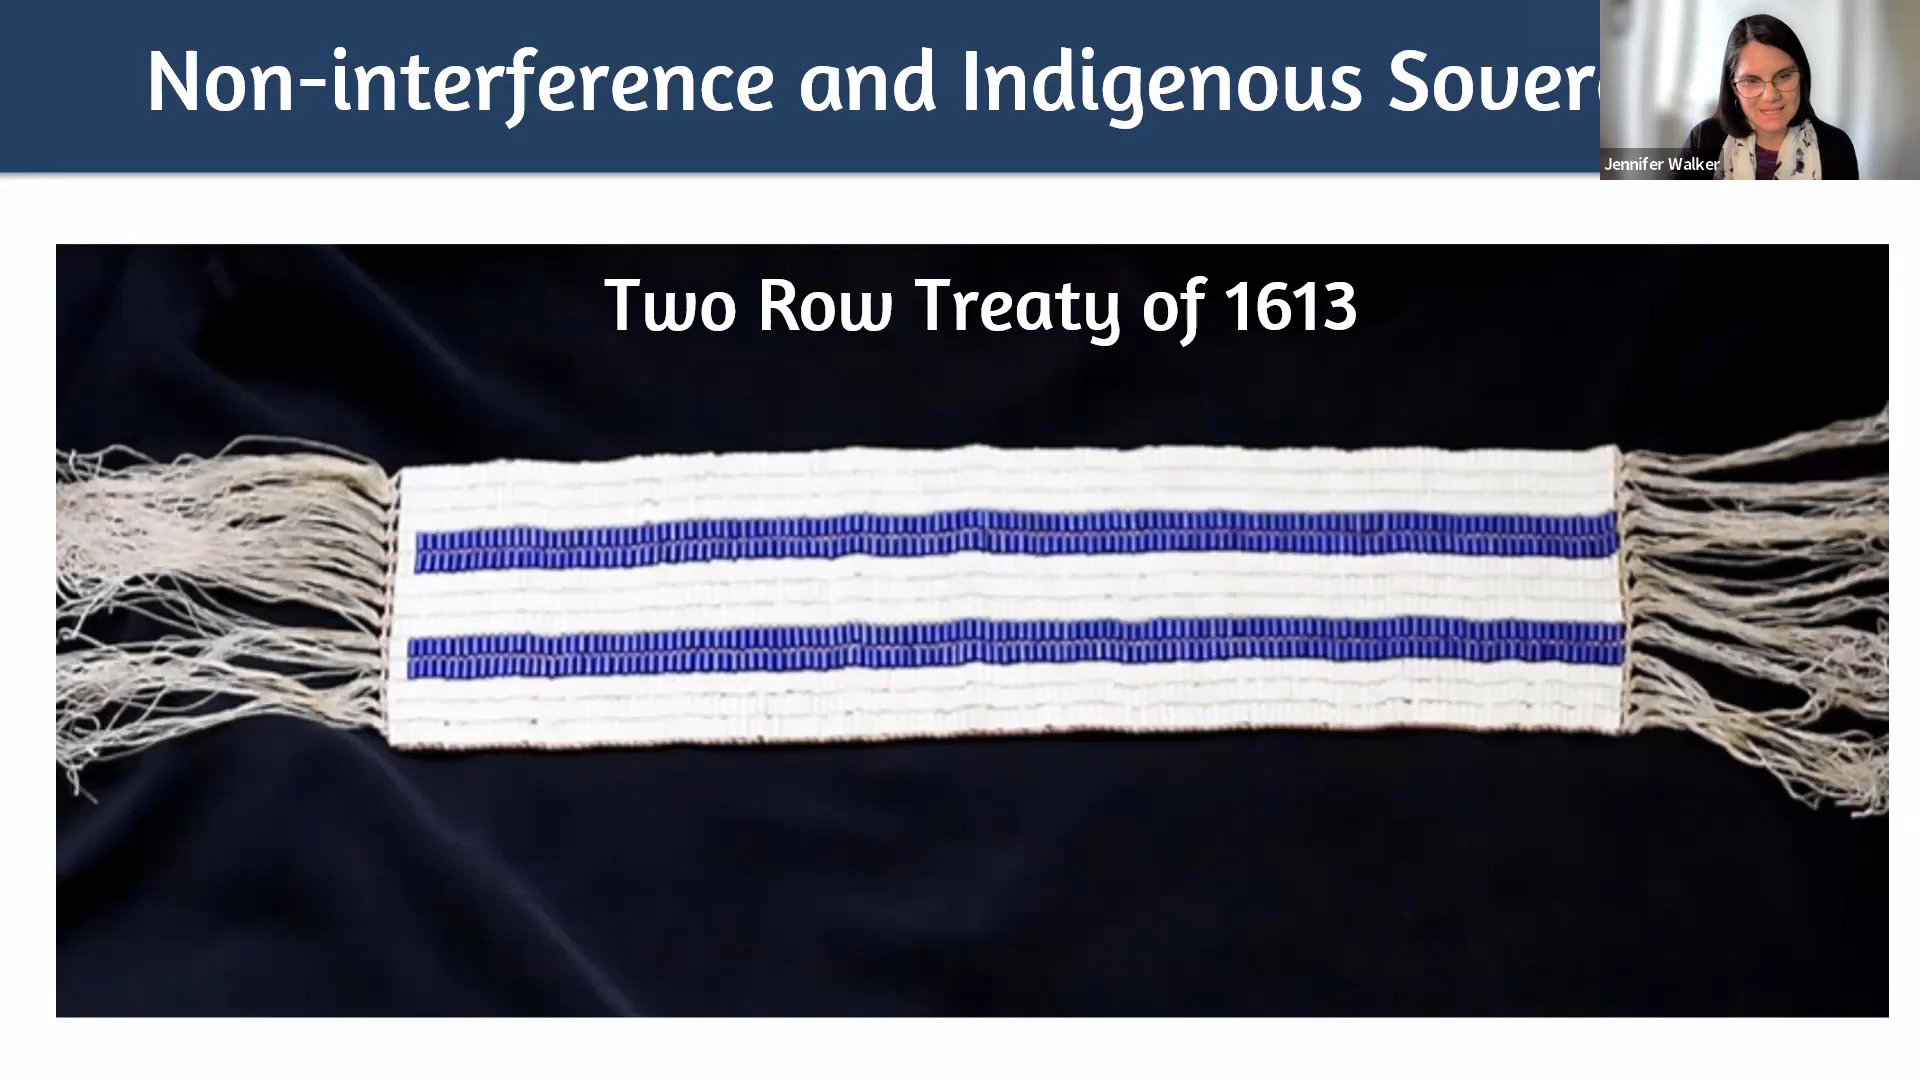 Non-interference and Indigenous
Jennifer Walker
Two Row Treaty of 1613